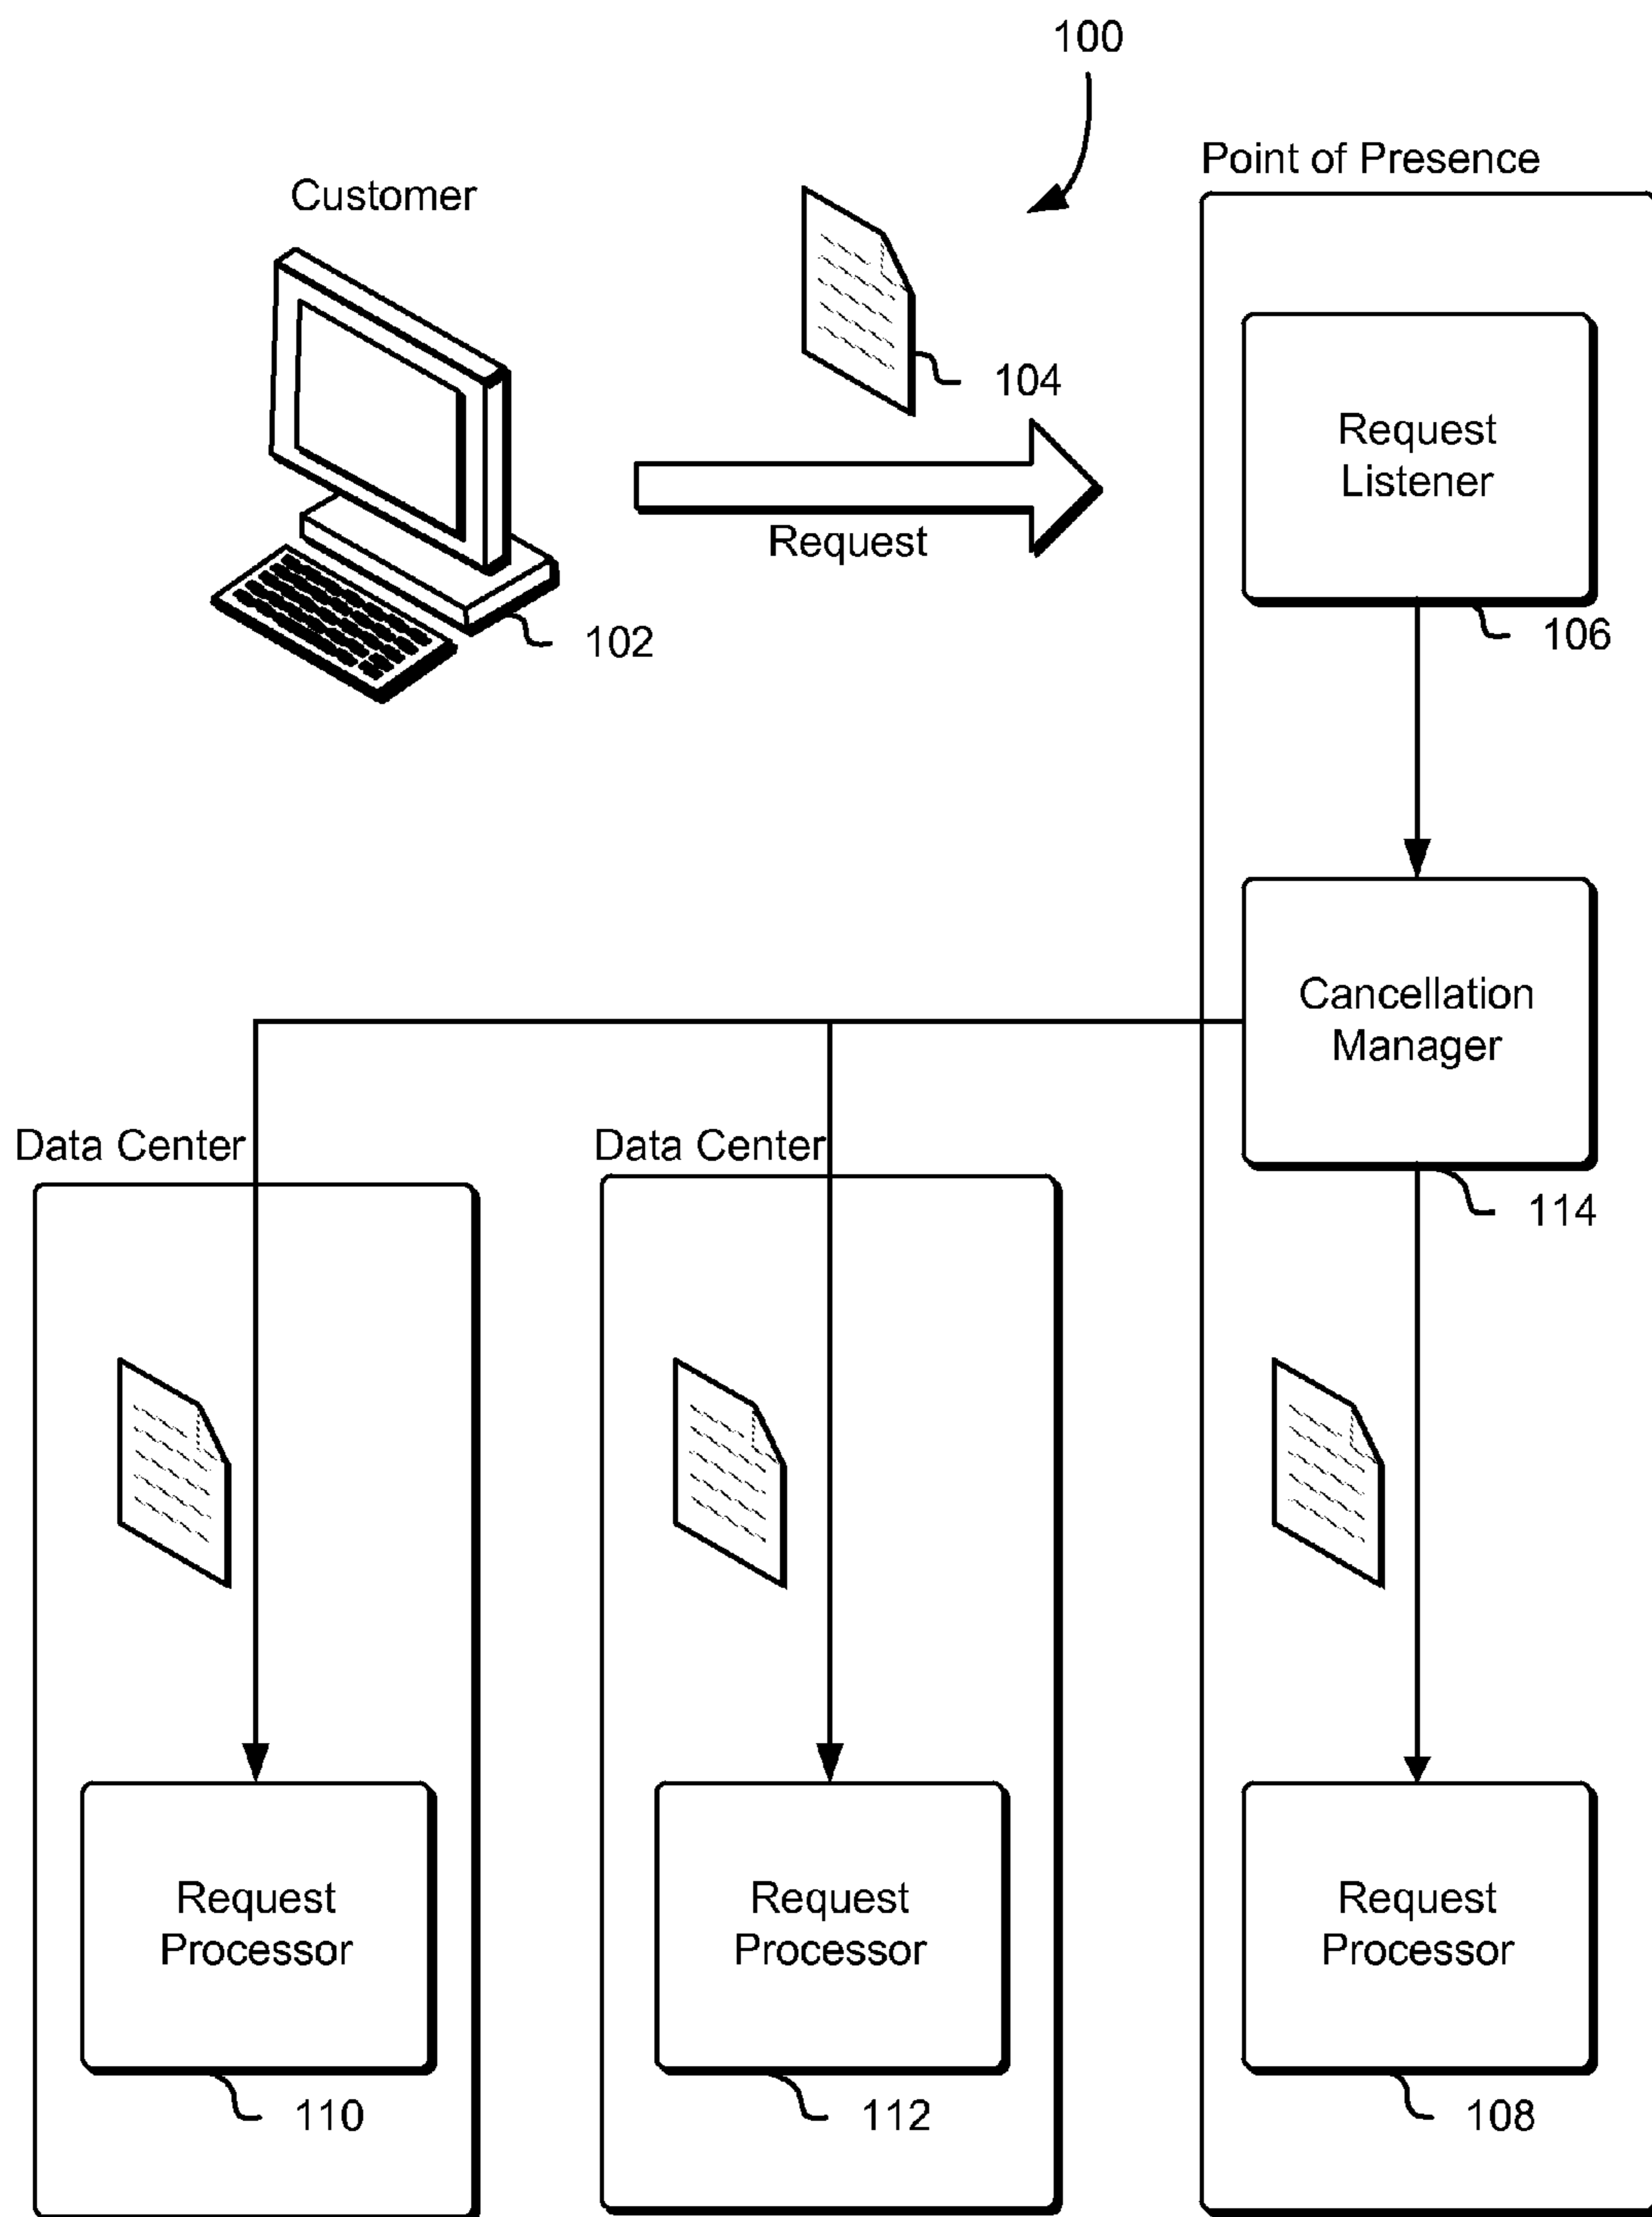 100
Point of Presence
Customer
104
Request
Listener
Request
102
106
Cancellation
Manager
Data Center
Data Center
114
Request
Processor
Request
Processor
Request
Processor
110
112
108